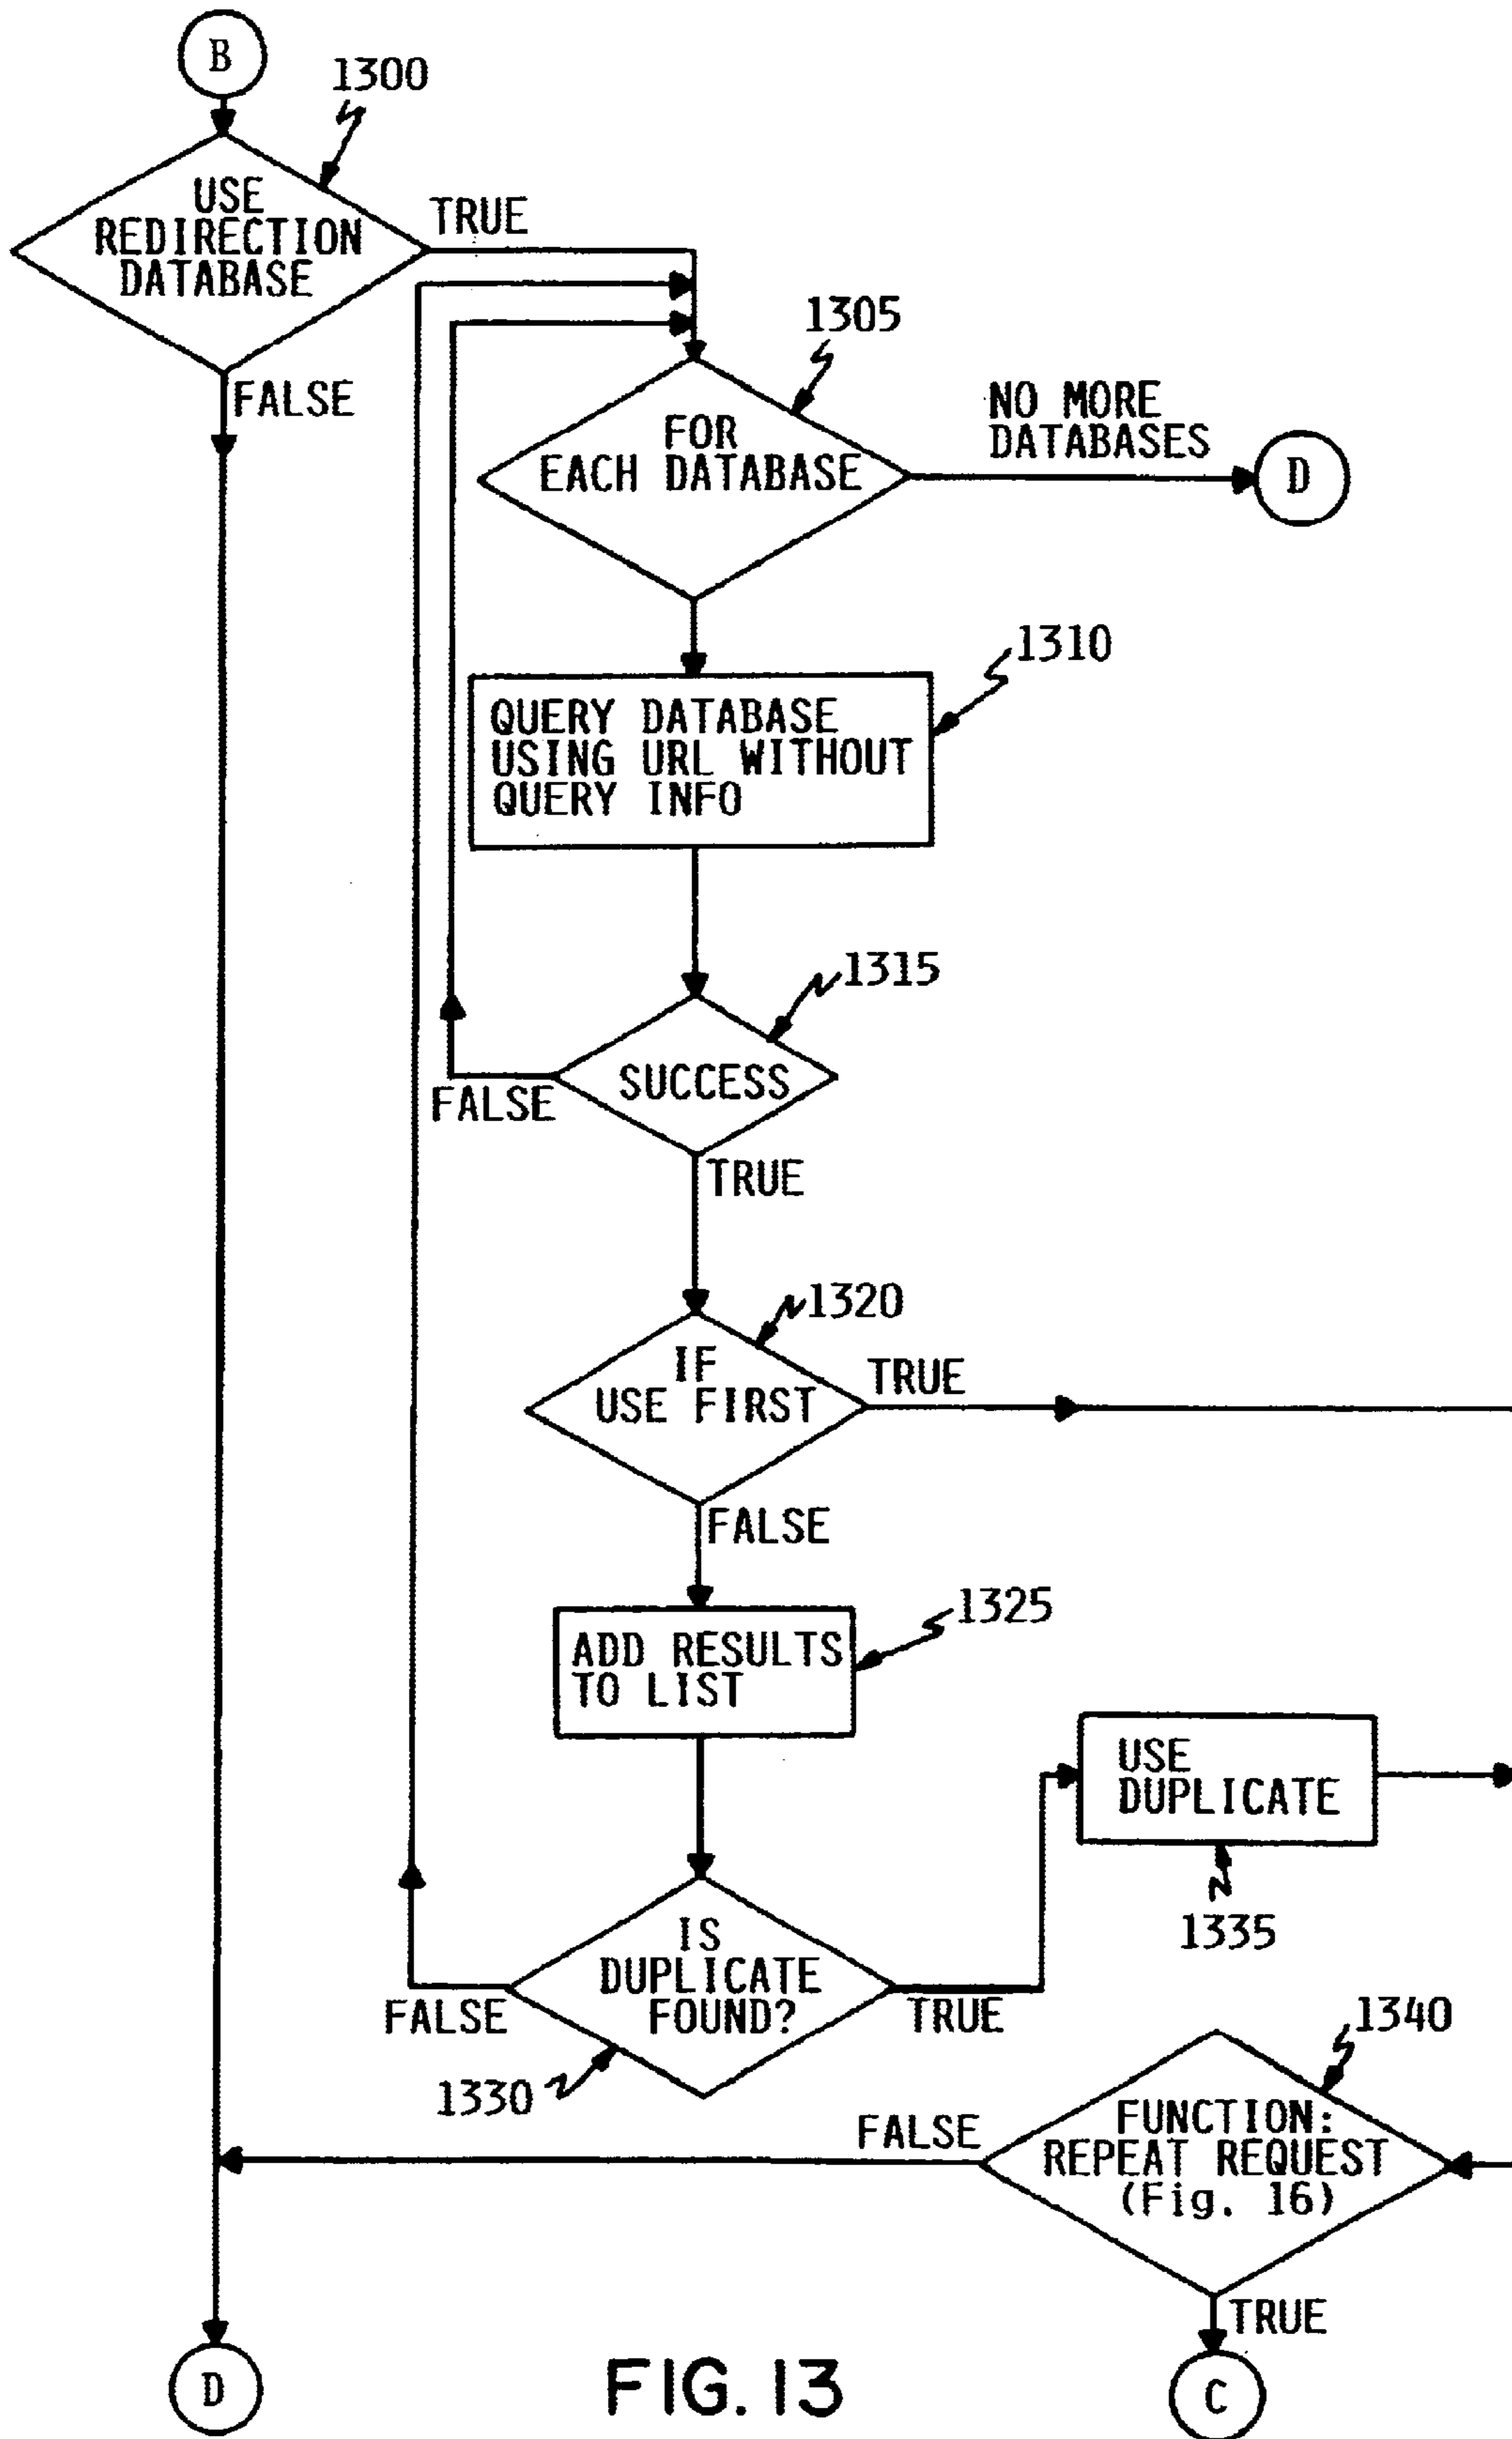 B
1300
USE
REDIRECTION
DATABASE
TRUE
FALSE
1305
FOR
EACH DATABASE
NO MORE
DATABASES
D
1310
QUERY DATABASE
USING URL WITHOUT
QUERY INFO
1315
SUCCESS
FALSE
TRUE
1320
IF
USE FIRST
TRUE
FALSE
1325
ADD RESULTS
TO LIST
USE
DUPLICATE
1335
IS
DUPLICATE
FOUND?
FALSE
TRUE
1330
1340
FUNCTION:
REPEAT REQUEST
(Fig. 16)
FALSE
TRUE
D
C
FIG. 13